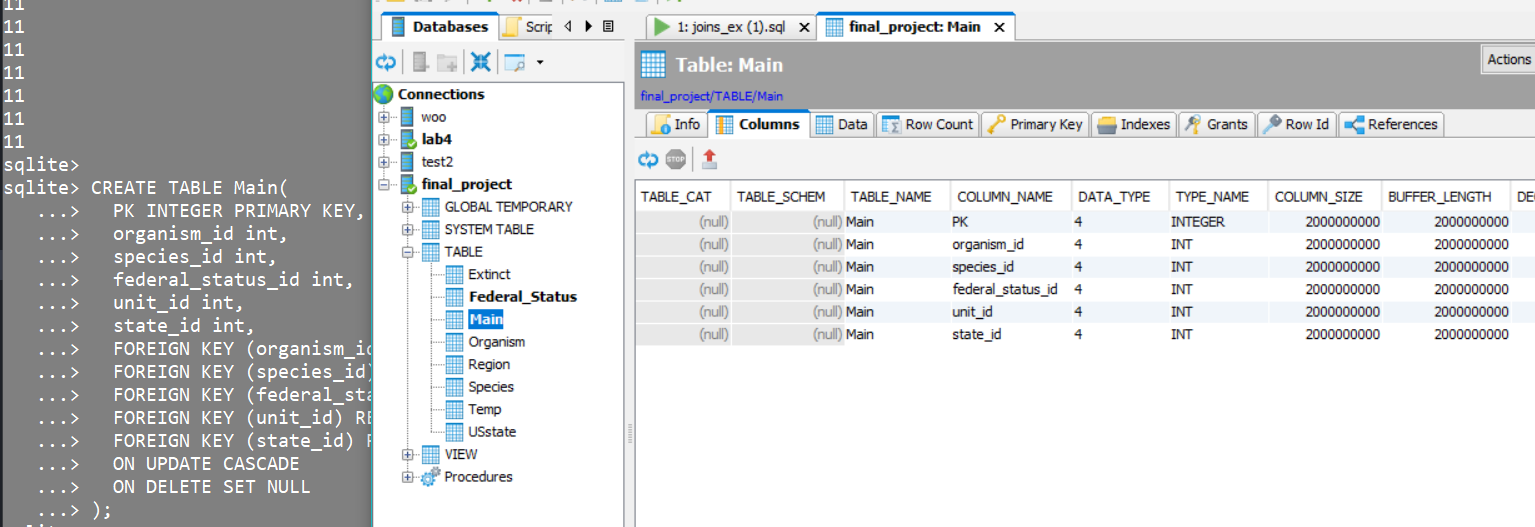 11
11
11
11
11
11
11
sqlite>
sqlite> CREATE TABLE Main(
...> PK INTEGER PRIMARY KEY,
...> organism_id int,
...> species_id int,
...> federal_status_id int,
...> unit_id int,
...> state_id int,
...> FOREIGN KEY (organism_id
...> FOREIGN KEY (species_id)
...> FOREIGN KEY (federal_sta
...> FOREIGN KEY (unit_id) RE
...> FOREIGN KEY (state_id) R
...> ON UPDATE CASCADE
...> ON DELETE SET NULL
...> );
Databases Scrip
Connections
woo
lab4
test2
final_project
GLOBAL TEMPORARY
SYSTEM TABLE
TABLE
Extinct
Federal_Status
Main
Organism
Region
Species
Temp
USstate
VIEW
Procedures
1: joins_ex (1).sql final_project: Main
Table: Main
Actions
final_project/TABLE/Main
Info Columns Data Row Count Primary Key Indexes Grants Row Id References
STOP
TABLE_CAT TABLE_SCHEM TABLE_NAME COLUMN_NAME DATA_TYPE TYPE_NAME COLUMN_SIZE BUFFER_LENGTH DEC
(null) (null) Main PK 4 INTEGER 2000000000 2000000000
(null) (null) Main organism_id 4 INT 2000000000 2000000000
(null) (null) Main species_id 4 INT 2000000000 2000000000
(null) (null) Main federal_status_id 4 INT 2000000000 2000000000
(null) (null) Main unit_id 4 INT 2000000000 2000000000
(null) (null) Main state_id 4 INT 2000000000 2000000000